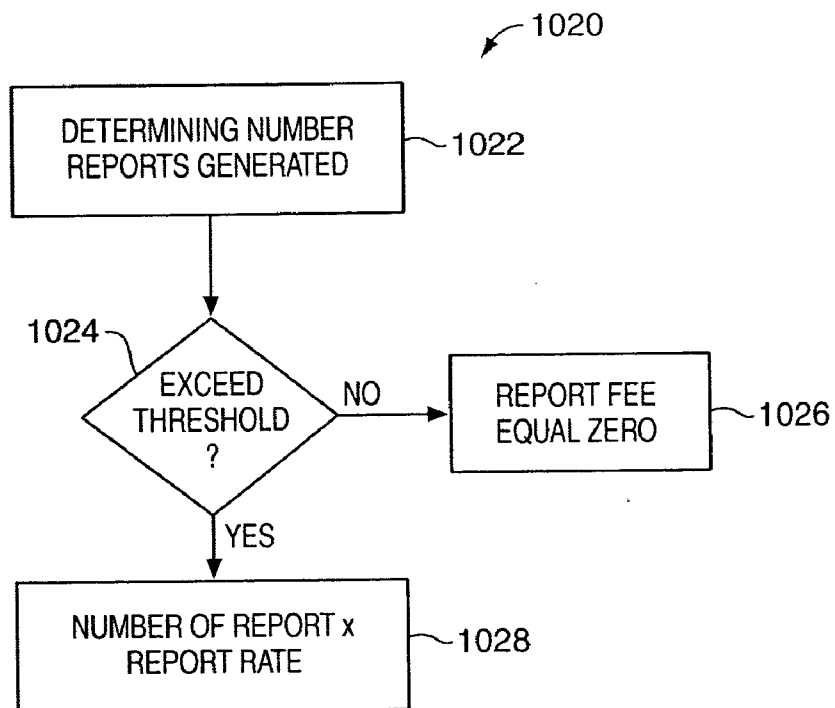 1020
DETERMINING NUMBER
REPORTS GENERATED
1022
1024
EXCEED
THRESHOLD
?
NO
REPORT FEE
EQUAL ZERO
1026
YES
NUMBER OF REPORT x
REPORT RATE
1028